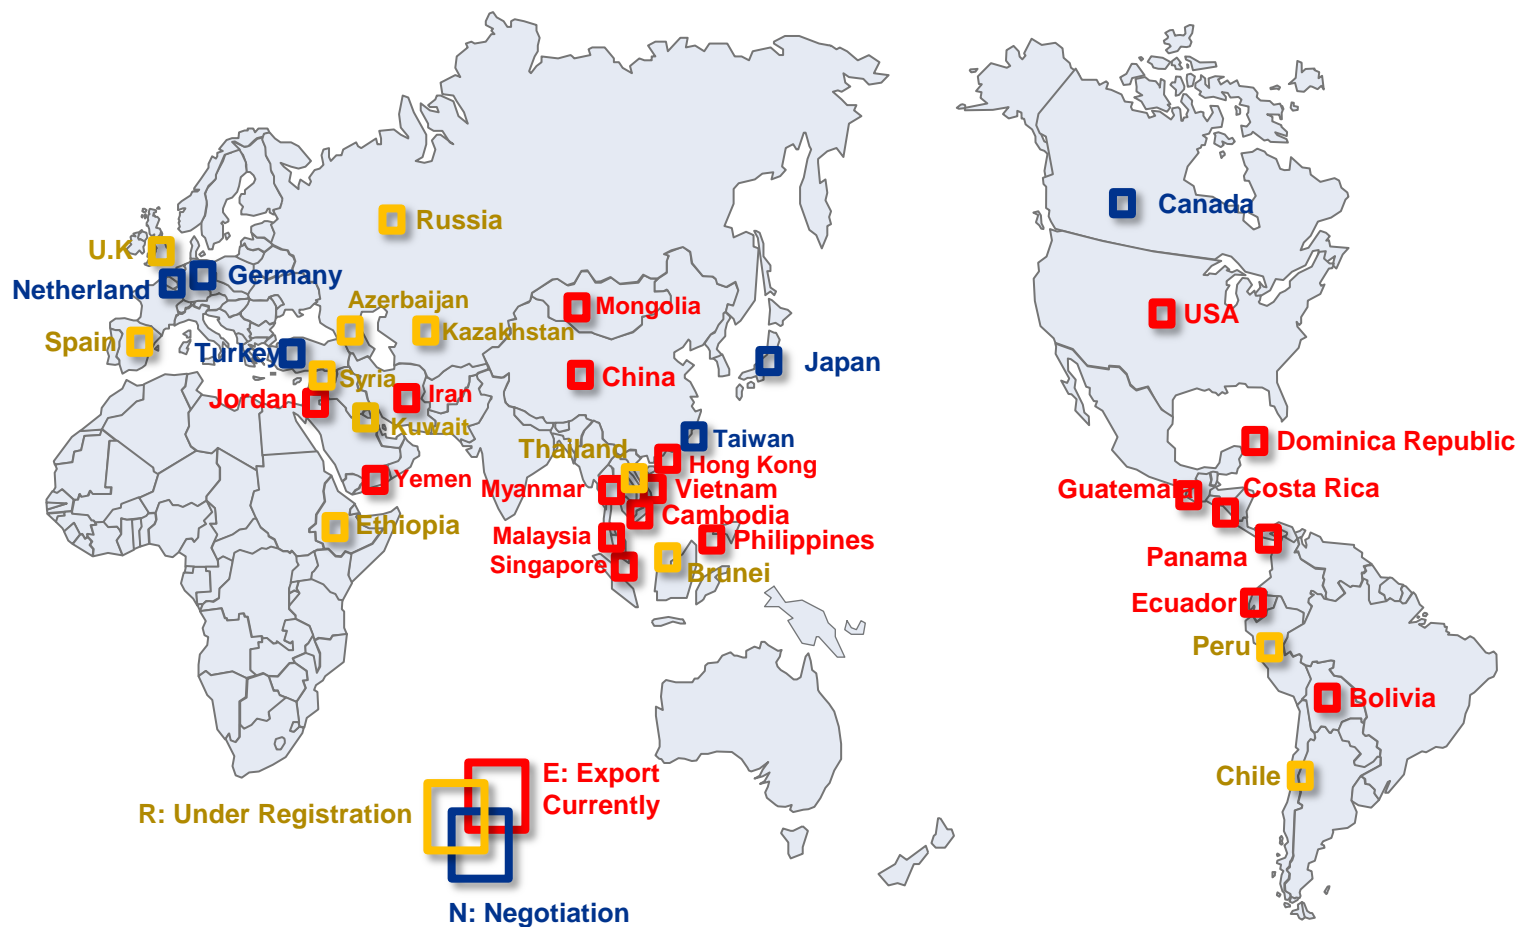 Russia
Canada
U.K
Germany
Netherland
Azerbaijan
Mongolia
USA
Kazakhstan
Spain
Turkey
Japan
Syria
China
Iran
Jordan
Kuwait
Taiwan
Dominica Republic
Thailand
Hong Kong
Yemen
Myanmar
Vietnam
Guatemala
Costa Rica
Cambodia
Ethiopia
Malaysia
Philippines
Singapore
Brunei
Panama
Ecuador
Peru
Bolivia
Chile
E: Export
Currently
R: Under Registration
N: Negotiation